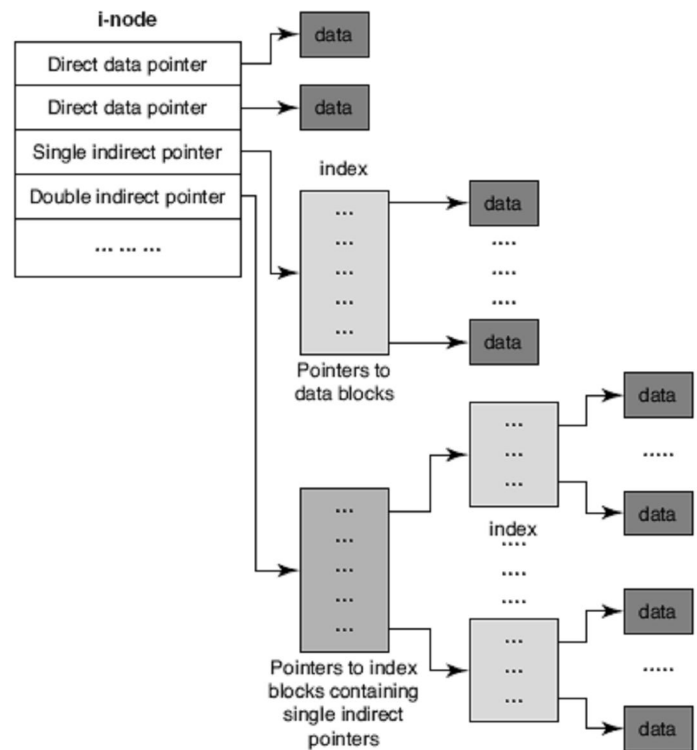 i-node
Direct data pointer
Direct data pointer
Single indirect pointer
Double indirect pointer
... ... ...
data
data
index
...
...
...
...
...
Pointers to
data blocks
data
....
....
....
data
...
...
...
...
...
Pointers to index
blocks containing
single indirect
pointers
...
...
...
index
....
....
....
...
...
...
data
.....
data
data
.....
data